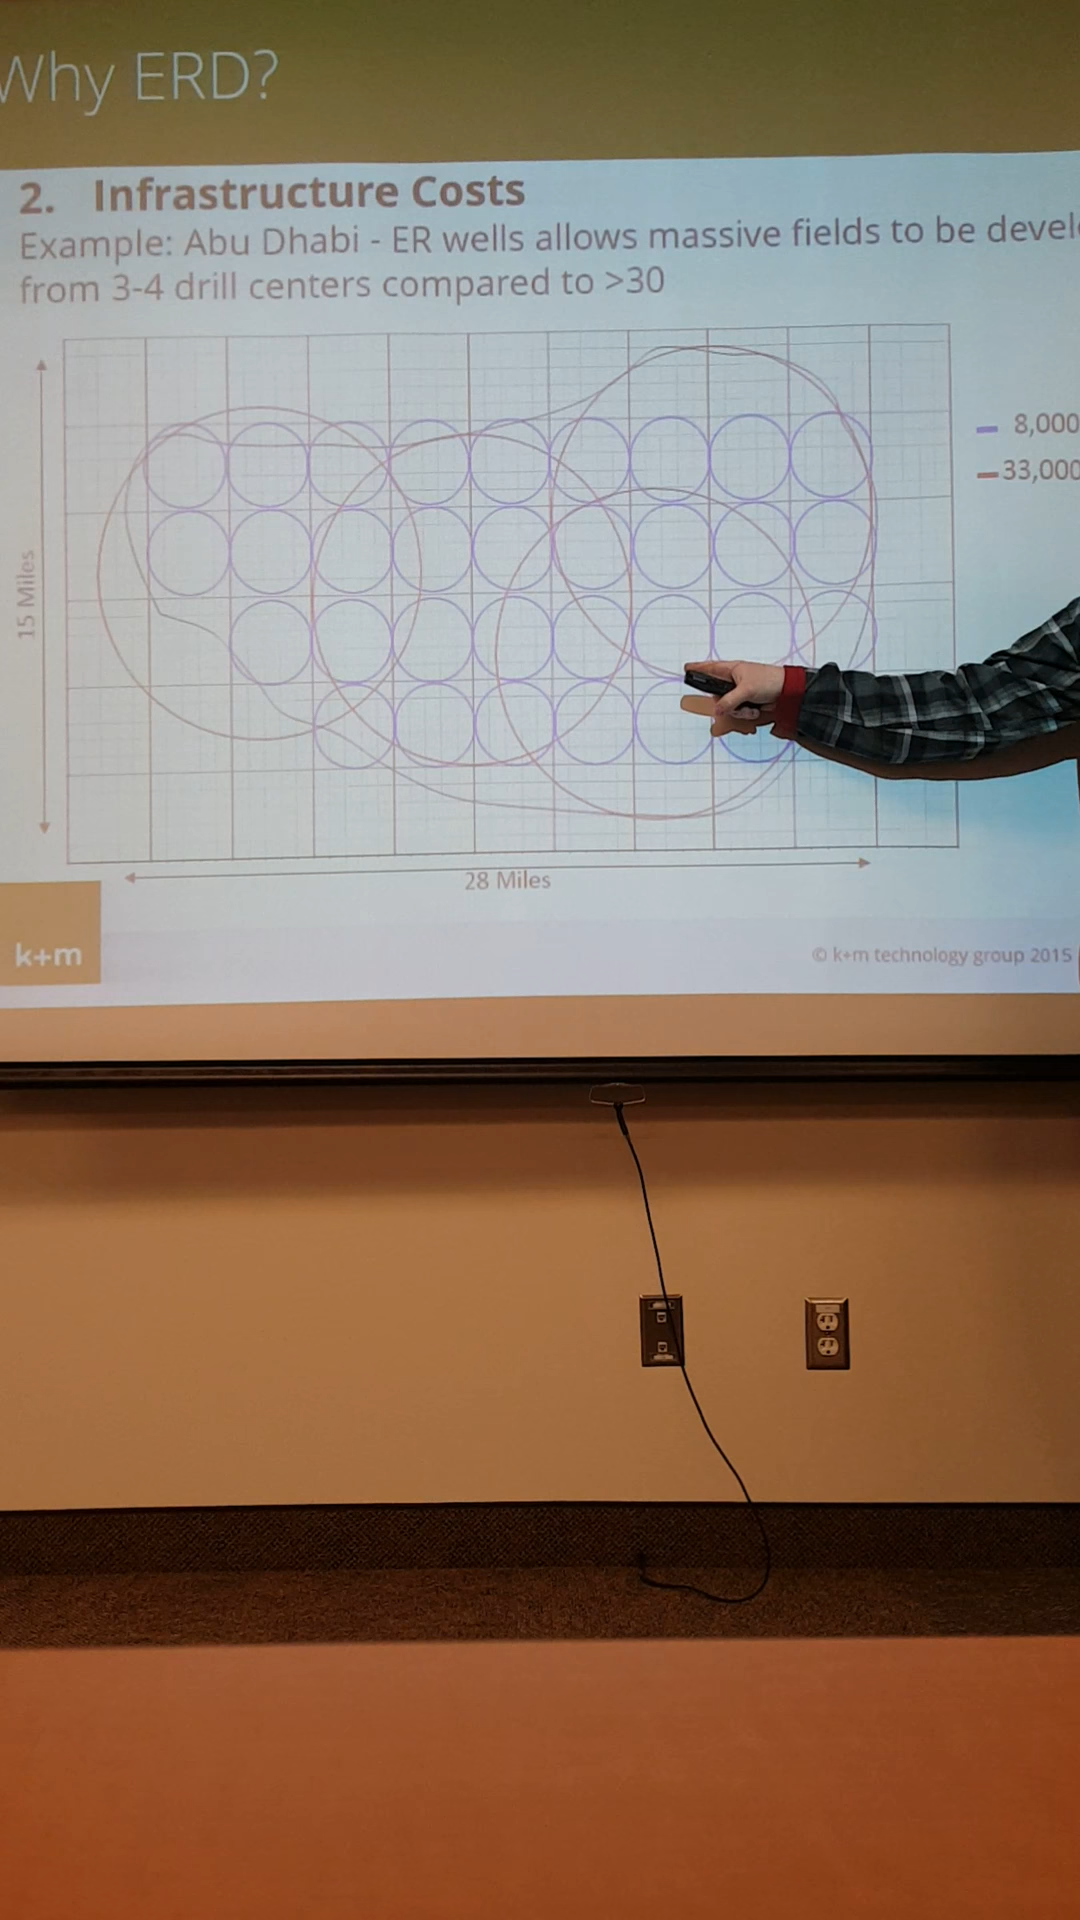 Why ERD?
2. Infrastructure Costs
Example: Abu Dhabi - ER wells allows massive fields to be devel
from 3-4 drill centers compared to >30
8,000
33,000
15 Miles
28 Miles
k+m
© k+m technology group 2015